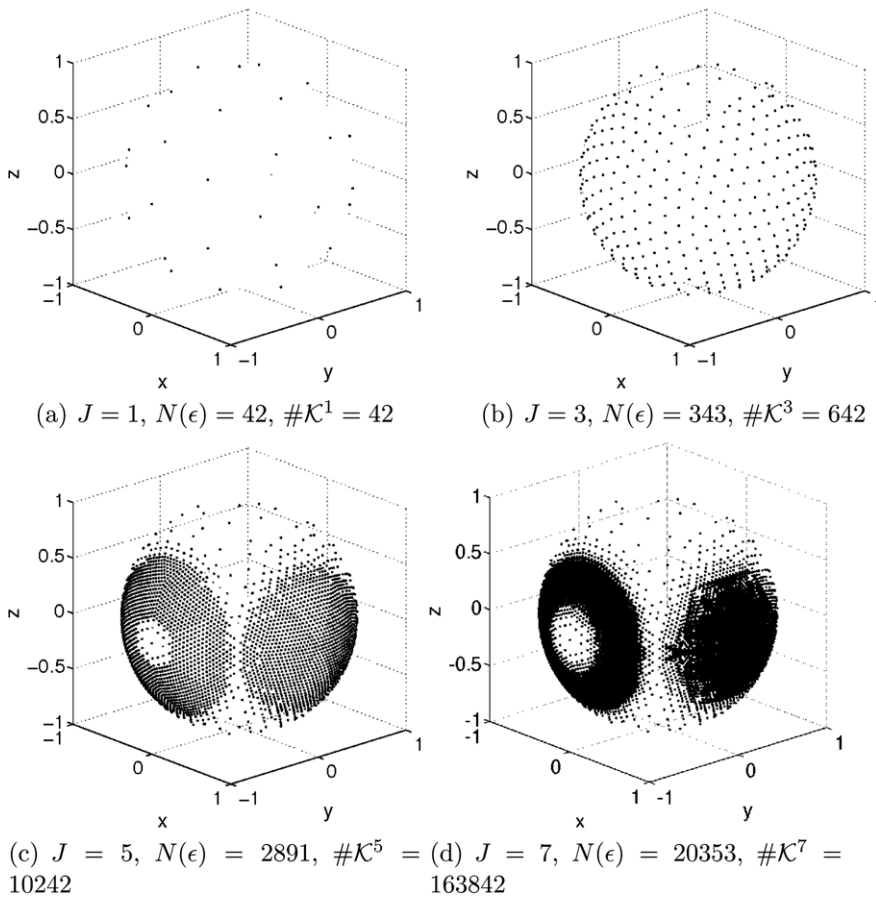 1
0.5
0
−0.5
−1
z
−1
0
1
x
−1
0
1
y
(a) J = 1, N(ϵ) = 42, #𝒦¹ = 42
1
0.5
0
−0.5
−1
z
−1
0
1
x
−1
0
1
y
(b) J = 3, N(ϵ) = 343, #𝒦³ = 642
1
0.5
0
−0.5
−1
z
−1
0
1
x
−1
0
1
y
(c) J = 5, N(ϵ) = 2891, #𝒦⁵ =
10242
1
0.5
0
-0.5
-1
z
-1
0
1
x
-1
0
1
y
(d) J = 7, N(ϵ) = 20353, #𝒦⁷ =
163842